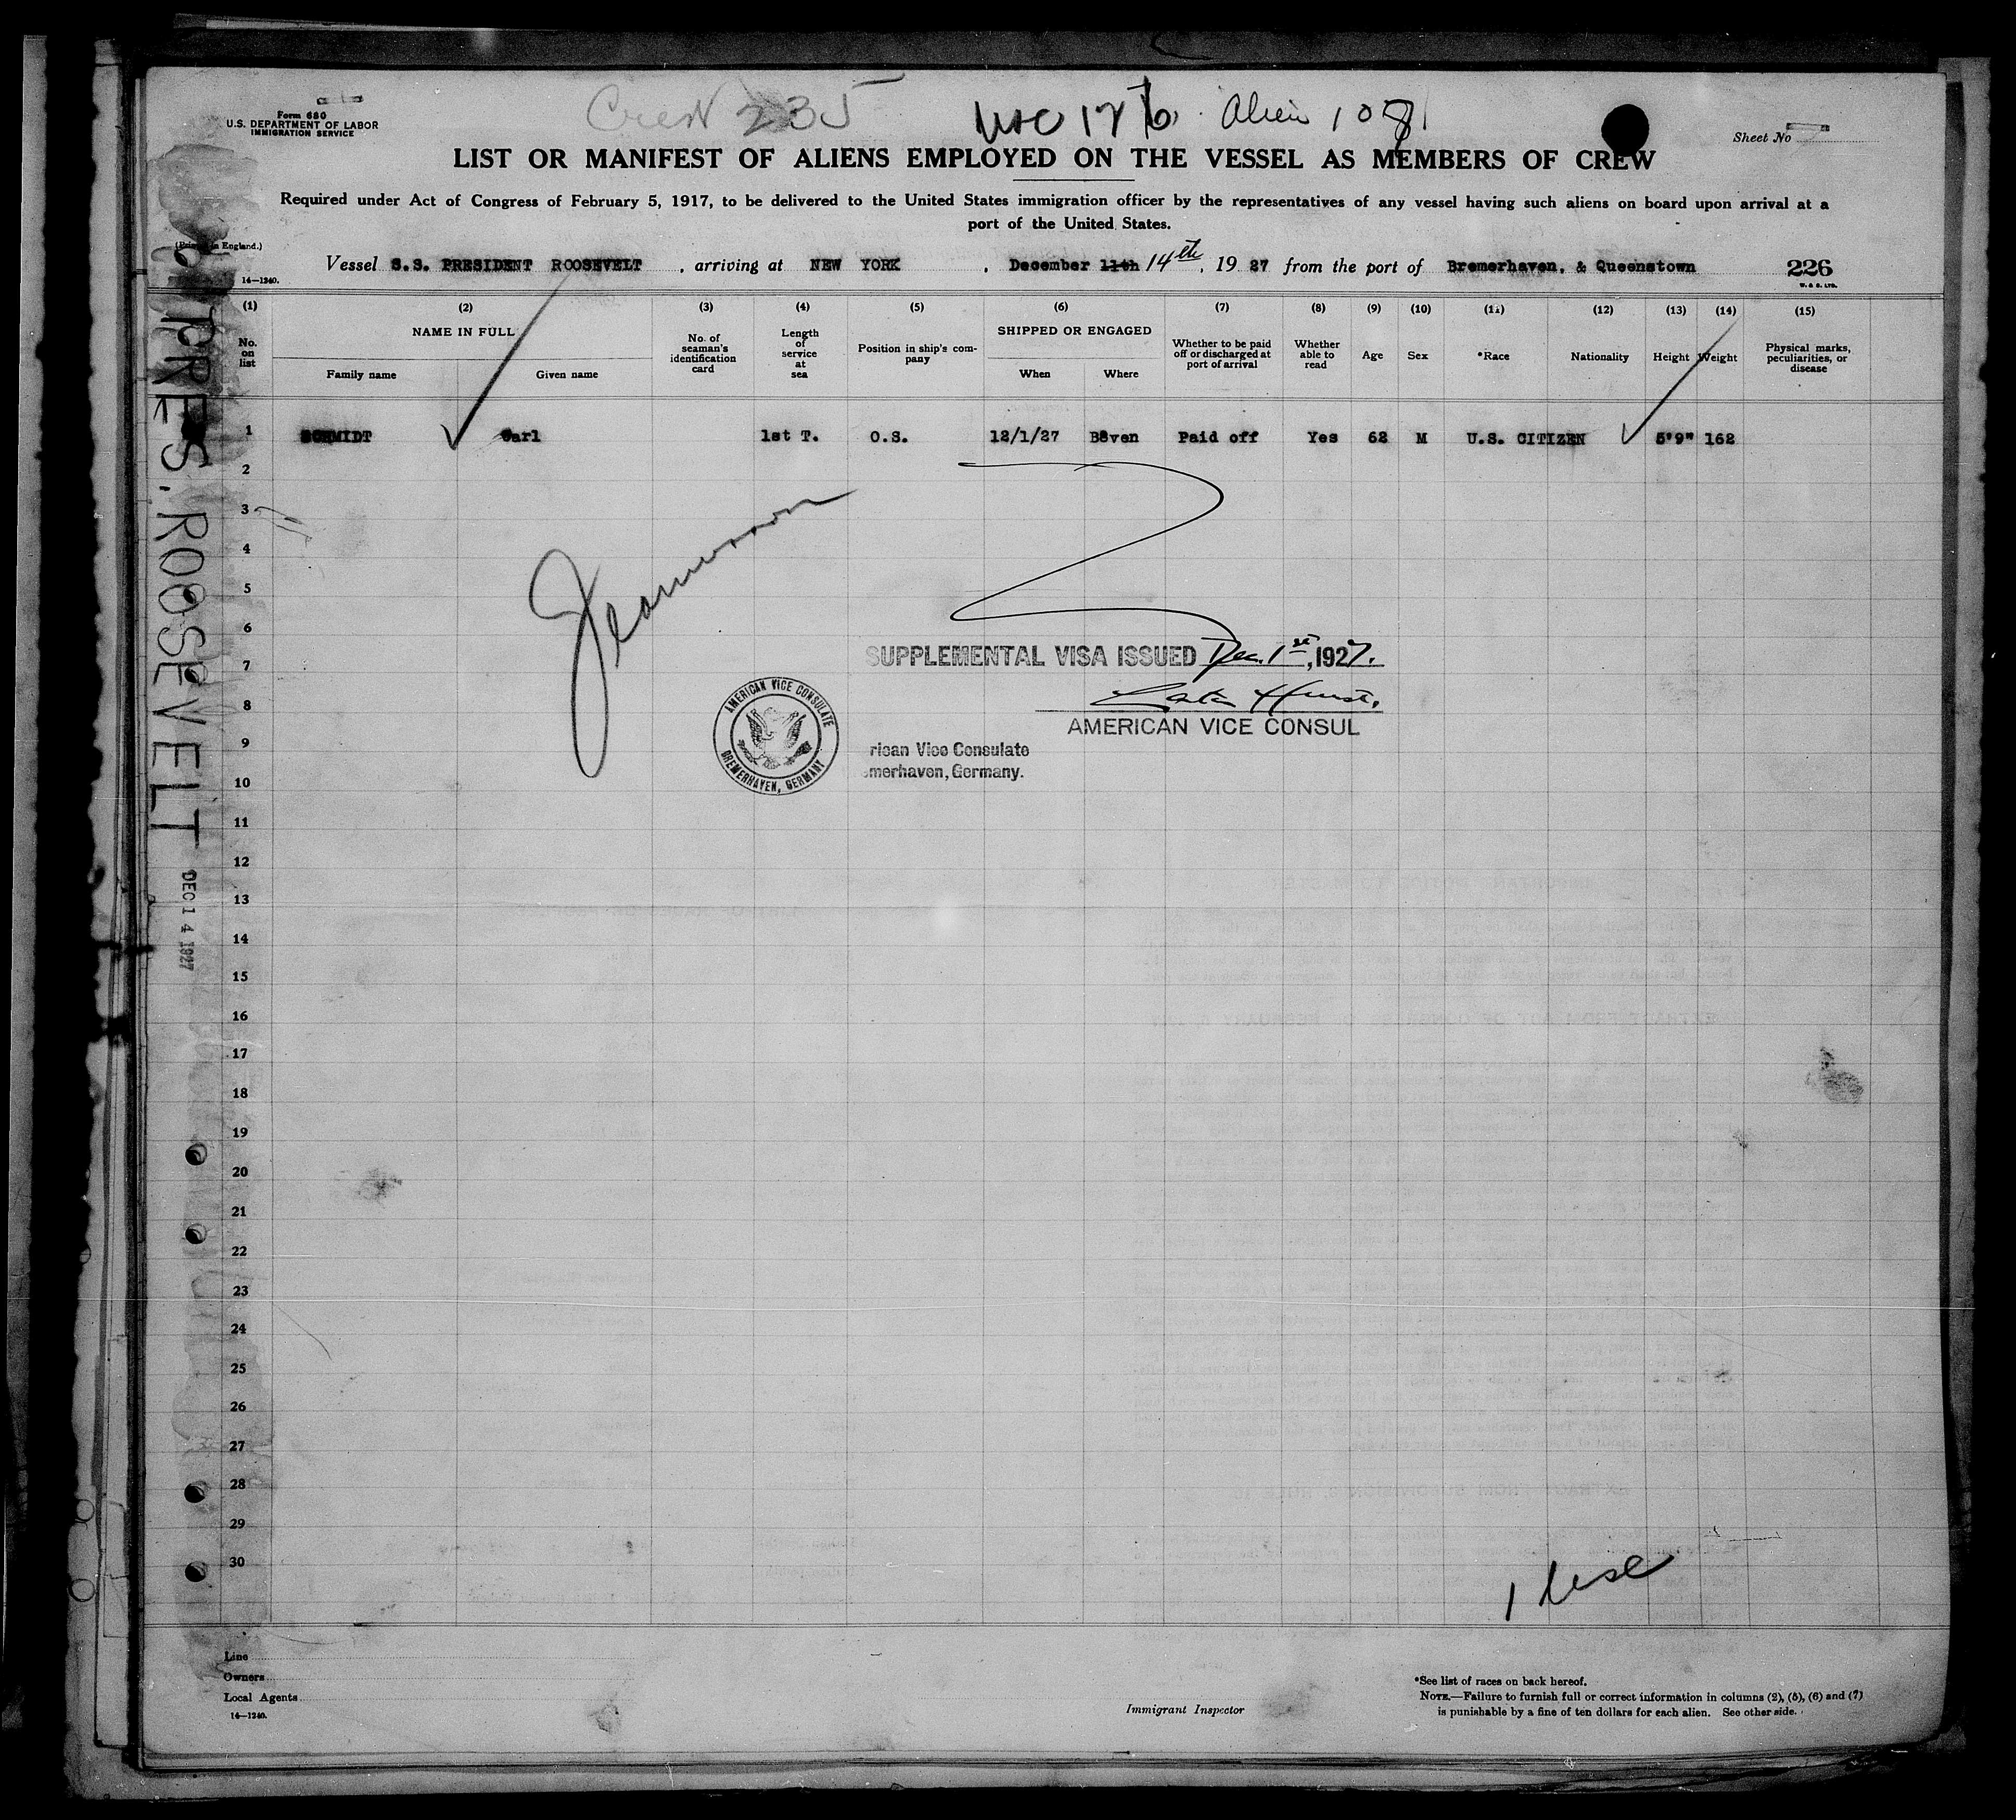 Form 680
U.S. DEPARTMENT OF LABOR
IMMIGRATION SERVICE
Crew 235
USC 127 Alien 108
Sheet No
LIST OR MANIFEST OF ALIENS EMPLOYED ON THE VESSEL AS MEMBERS OF CREW
Required under Act of Congress of February 5, 1917, to be delivered to the United States immigration officer by the representatives of any vessel having such aliens on board upon arrival at a
port of the United States.
(Printed in England.)
14—1240.
Vessel S.S. PRESIDENT ROOSEVELT, arriving at NEW YORK, December 11th 14th, 19 27 from the port of Bremerhaven, & Queenstown
226
W. & S. LTD.
(1) (2) (3) (4) (5) (6) (7) (8) (9) (10) (11) (12) (13) (14) (15)
No. on list
NAME IN FULL
Family name
Given name
No. of seaman's identification card
Length of service at sea
Position in ship's company
SHIPPED OR ENGAGED
When
Where
Whether to be paid off or discharged at port of arrival
Whether able to read
Age
Sex
*Race
Nationality
Height
Weight
Physical marks, peculiarities, or disease
1 SCHMIDT Carl 1st T. O.S. 12/1/27 B'ven Paid off Yes 62 M U.S. CITIZEN 5'9" 162
2
3
4
5
6
7
8
9
10
11
12
13
14
15
16
17
18
19
20
21
22
23
24
25
26
27
28
29
30
SUPPLEMENTAL VISA ISSUED Dec. 1st, 1927.
AMERICAN VICE CONSUL
AMERICAN VICE CONSULATE
BREMERHAVEN, GERMANY
rican Vice Consulate
merhaven, Germany.
PRES. ROOSEVELT
DEC 14 1927
1 USC
Line
Owners
Local Agents
14—1240.
Immigrant Inspector
*See list of races on back hereof.
NOTE.—Failure to furnish full or correct information in columns (2), (5), (6) and (7)
is punishable by a fine of ten dollars for each alien. See other side.